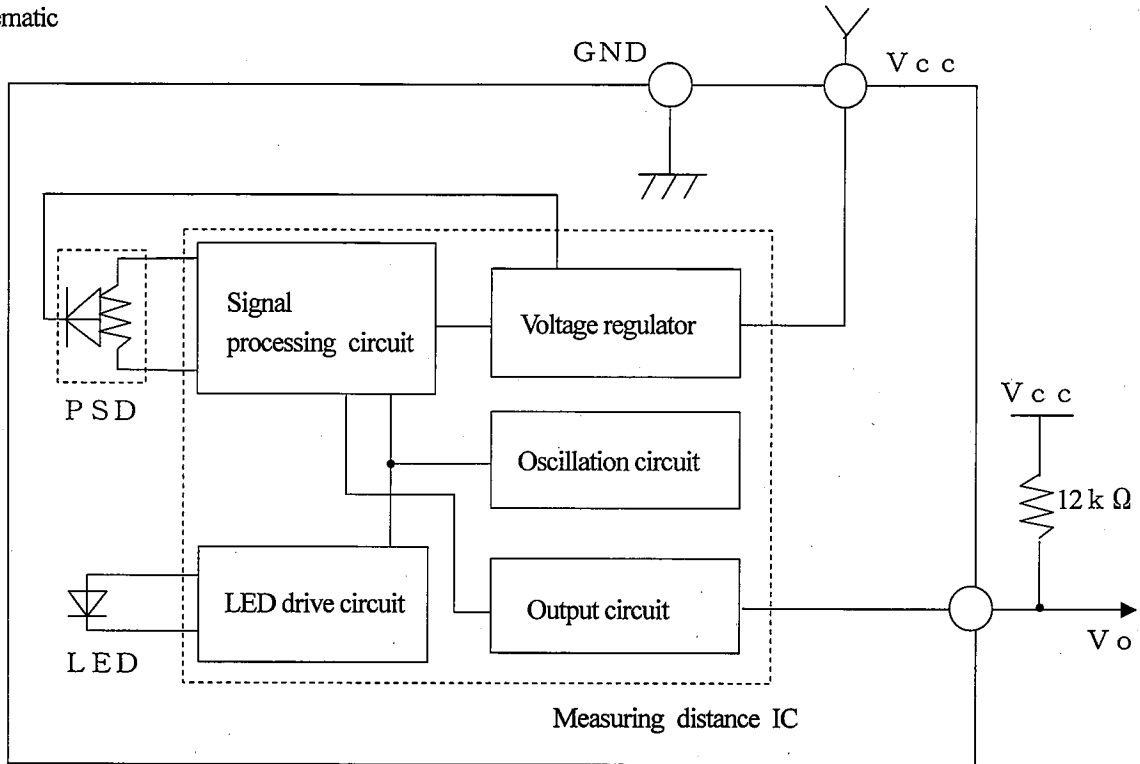 GND
Vcc
Signal
processing circuit
Voltage regulator
PSD
Vcc
Oscillation circuit
12kΩ
LED drive circuit
Output circuit
LED
Vo
Measuring distance IC